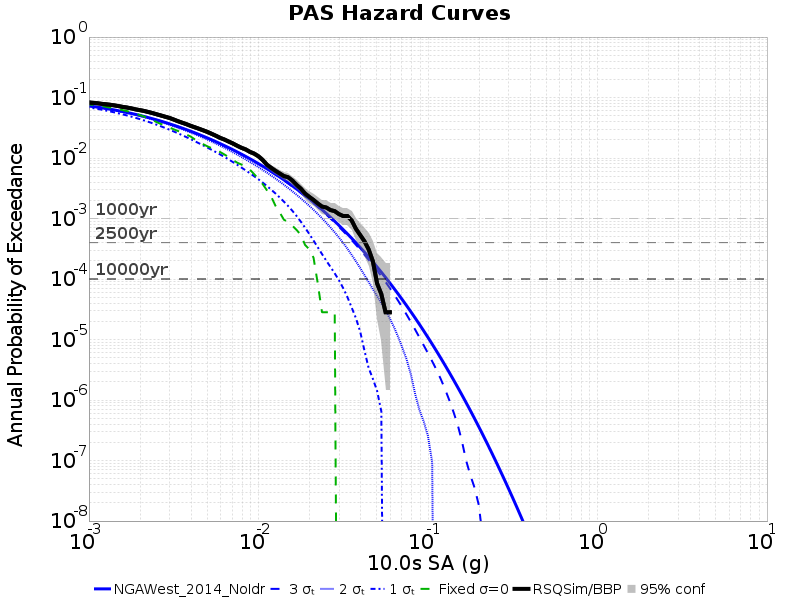 PAS Hazard Curves
Annual Probability of Exceedance
10^0
10^-1
10^-2
10^-3
10^-4
10^-5
10^-6
10^-7
10^-8
1000yr
2500yr
10000yr
10^-3 10^-2 10^-1 10^0 10^1
10.0s SA (g)
NGAWest_2014_NoIdr 3 σₜ 2 σₜ 1 σₜ Fixed σ=0 RSQSim/BBP 95% conf